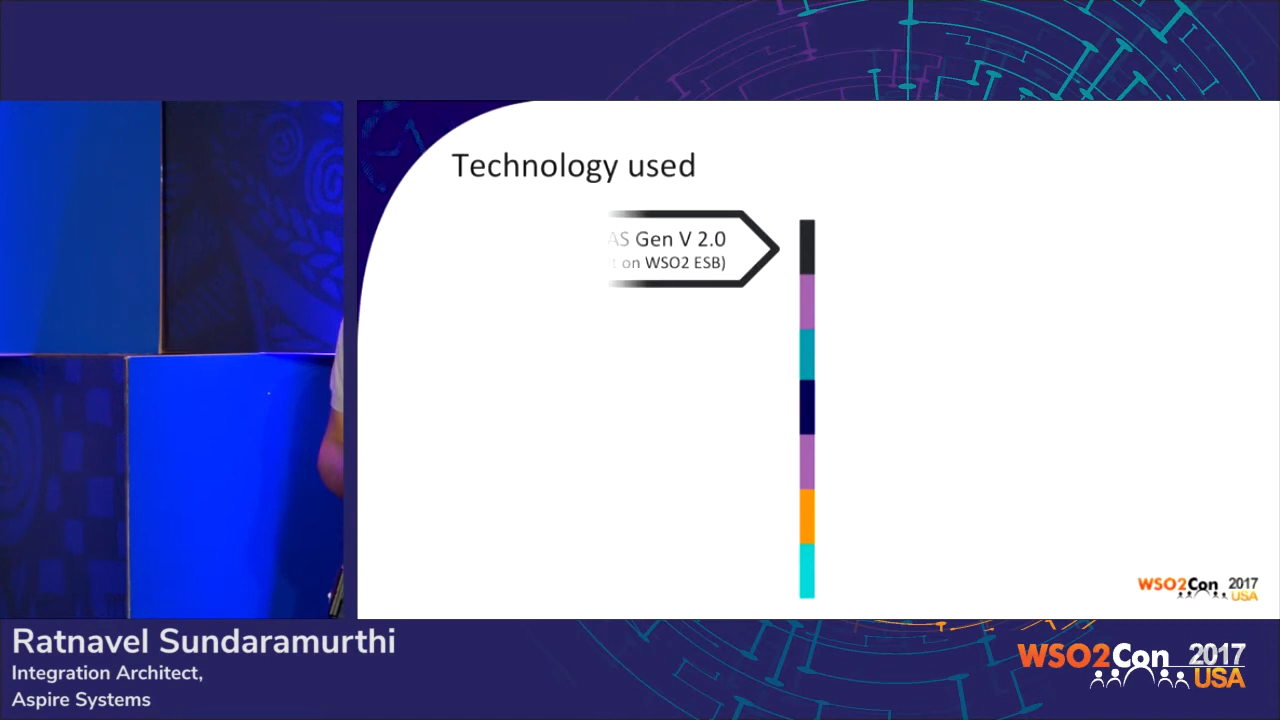 Technology used
Gen V 2.0
on WSO2 ESB)
WSO2Con 2017
USA
Ratnavel Sundaramurthi
Integration Architect,
Aspire Systems
WSO2Con 2017
USA